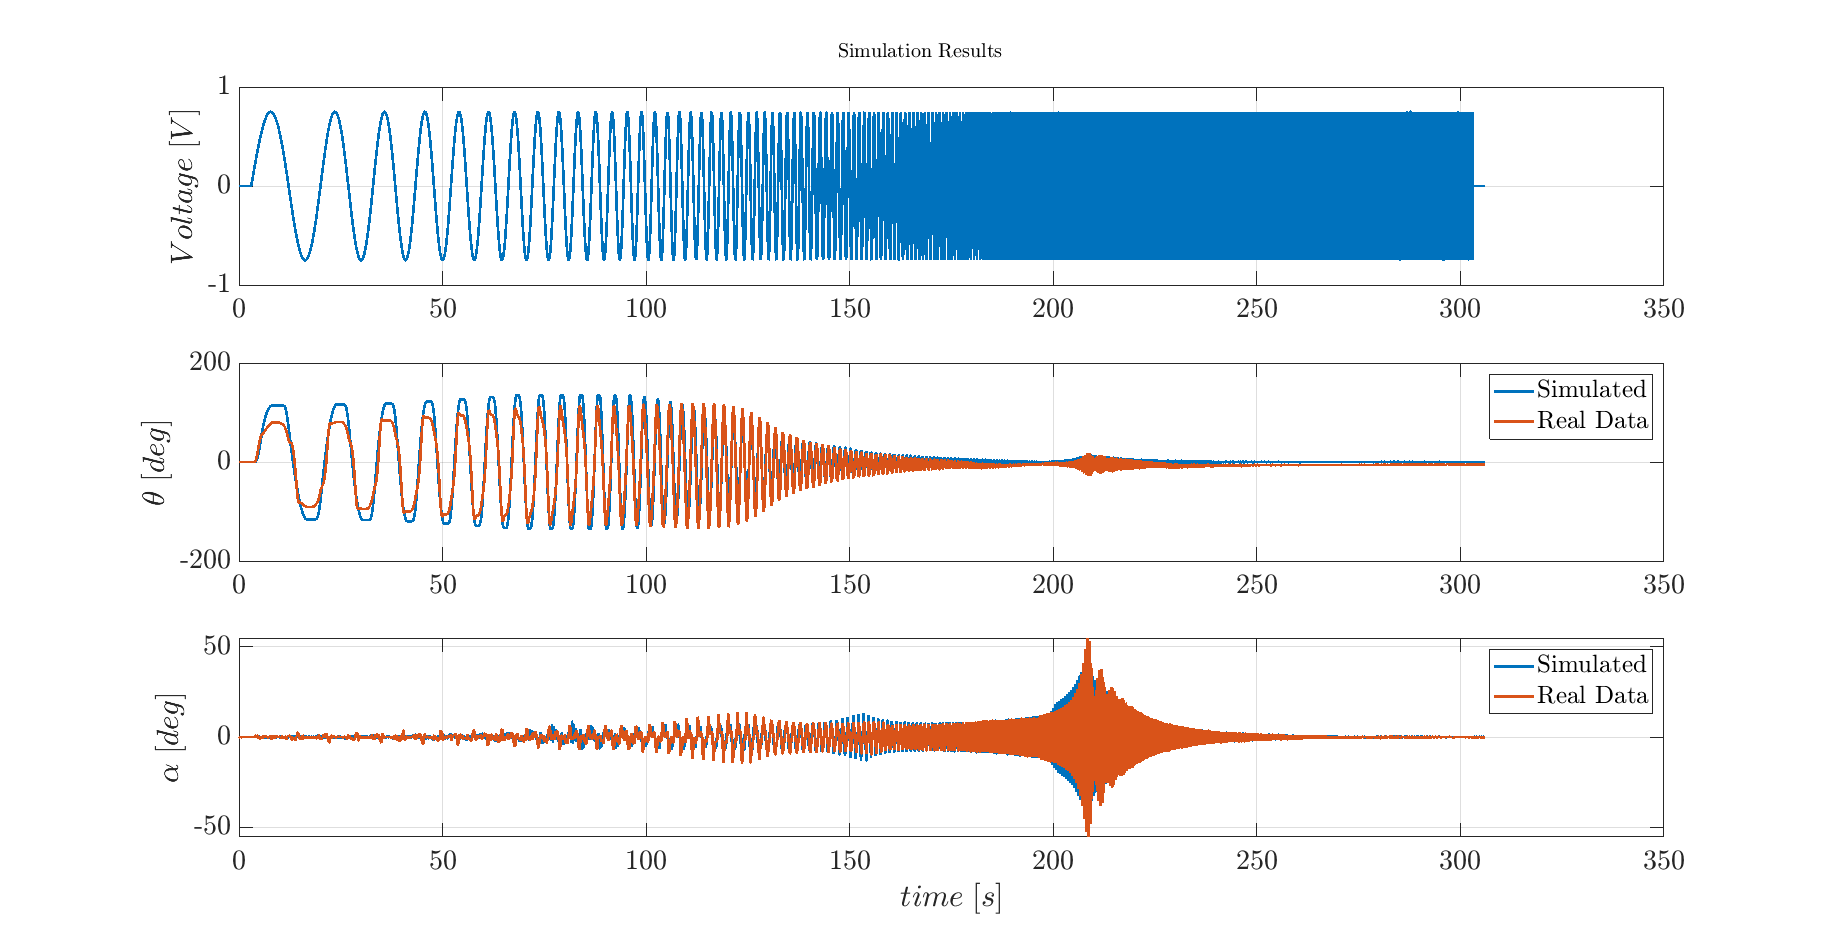 Simulation Results
Voltage [V]
1
0
-1
0 50 100 150 200 250 300 350
θ [deg]
200
0
-200
Simulated
Real Data
0 50 100 150 200 250 300 350
α [deg]
50
0
-50
Simulated
Real Data
0 50 100 150 200 250 300 350
time [s]